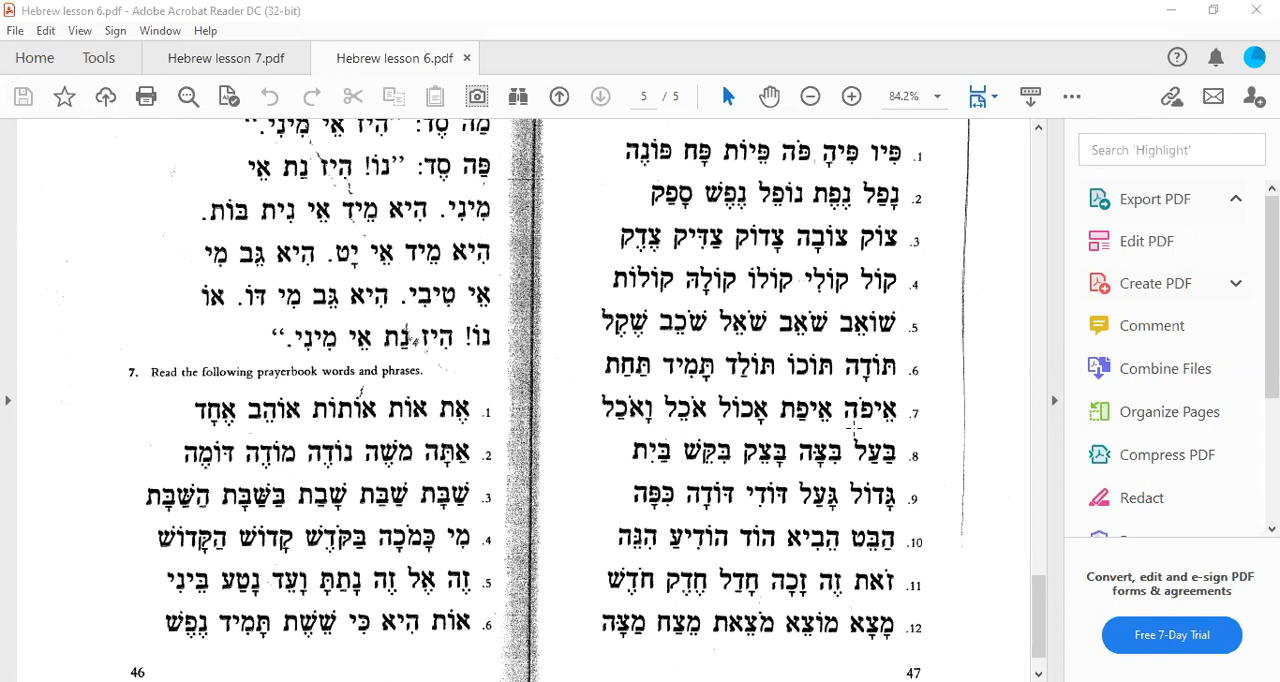 Hebrew lesson 6.pdf - Adobe Acrobat Reader DC (32-bit)
File Edit View Sign Window Help
Home Tools Hebrew lesson 7.pdf Hebrew lesson 6.pdf ×
5 / 5 84.2%
מַה סֶד: ״הִיז אֵי מִינִי.״
פַּה סֶד: ״נוֹ! הִיז נַת אֵי
מִינִי. הִיא מֵיד אֵי נִית בּוֹת.
הִיא מֵיד אֵי יָט. הִיא גֵּב מִי
אֵי טִיבִי. הִיא גֵּב מִי דּוֹ. אוֹ
נוֹ! הִיז נַת אֵי מִינִי.״
7. Read the following prayerbook words and phrases.
1. אֶת אוֹת אוֹתוֹת אוֹהֵב אֶחָד
2. אַתָּה מֹשֶׁה נוֹדֶה מוֹדֶה דּוֹמֶה
3. שַׁבָּת שַׁבַּת שָׁבַת בַּשַּׁבָּת הַשַּׁבָּת
4. מִי כָּמֹכָה בַּקֹּדֶשׁ קָדוֹשׁ הַקָּדוֹשׁ
5. זֶה אֶל זֶה נָתַתָּ וָעֵד נָטַע בֵּינִי
6. אוֹת הִיא כִּי שֵׁשֶׁת תָּמִיד נֶפֶשׁ
46
1. פִּיו פִּיהָ פֹּה פֵּיוֹת פָּח פּוֹנֶה
2. נָפַל נֶפֶת נוֹפֵל נֶפֶשׁ סָפַק
3. צוֹק צוֹבָה צָדוֹק צַדִּיק צֶדֶק
4. קוֹל קוֹלִי קוֹלוֹ קוֹלָהּ קוֹלוֹת
5. שׁוֹאֵב שֹׁאֵב שֹׁאֵל שֹׁכֵב שֶׁקֶל
6. תּוֹדָה תּוֹכוֹ תּוֹלַד תָּמִיד תַּחַת
7. אֵיפֹה אֵיפַת אָכוֹל אֹכֵל וָאֹכַל
8. בַּעַל בִּצָּה בָּצֵק בִּקֵּשׁ בַּיִת
9. גָּדוֹל גָּעַל דּוֹדִי דּוֹדָה כִּפָּה
10. הַבֵּט הֵבִיא הוֹד הוֹדִיעַ הִנֵּה
11. זֹאת זֶה זָכָה חָדַל חֶדֶק חֹדֶשׁ
12. מָצָא מוֹצֵא מֹצֵאת מֵצַח מַצָּה
47
Search 'Highlight'
Export PDF
Edit PDF
Create PDF
Comment
Combine Files
Organize Pages
Compress PDF
Redact
Convert, edit and e-sign PDF
forms & agreements
Free 7-Day Trial